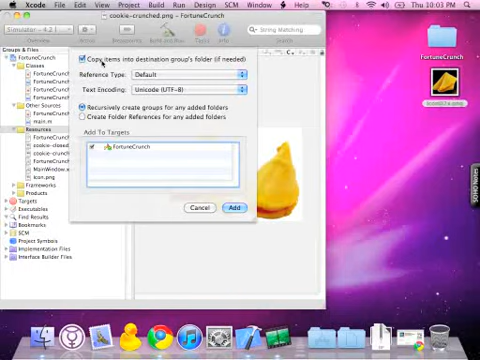 Xcode File Edit View Project Build Run Design SCM Window Help Thu 10:03 PM
cookie-crunched.png – FortuneCrunch
Simulator -
String Matching
Overview Action Breakpoints Build and Run Tasks Info Search
Groups & Files
FortuneCrunch
Classes
FortuneCrunch
FortuneCrunch
Other Sources
FortuneCrunch
main.m
Resources
FortuneCrunch
cookie-closed
cookie-crunch
FortuneCrunch
MainWindow.x
icon.png
Frameworks
Products
Targets
Executables
Find Results
Bookmarks
SCM
Project Symbols
Implementation Files
Interface Builder Files
Copy items into destination group's folder (if needed)
Reference Type: Default
Text Encoding: Unicode (UTF-8)
Recursively create groups for any added folders
Create Folder References for any added folders
Add To Targets
FortuneCrunch
Cancel
Add
FortuneCrunch
SOHO Notes